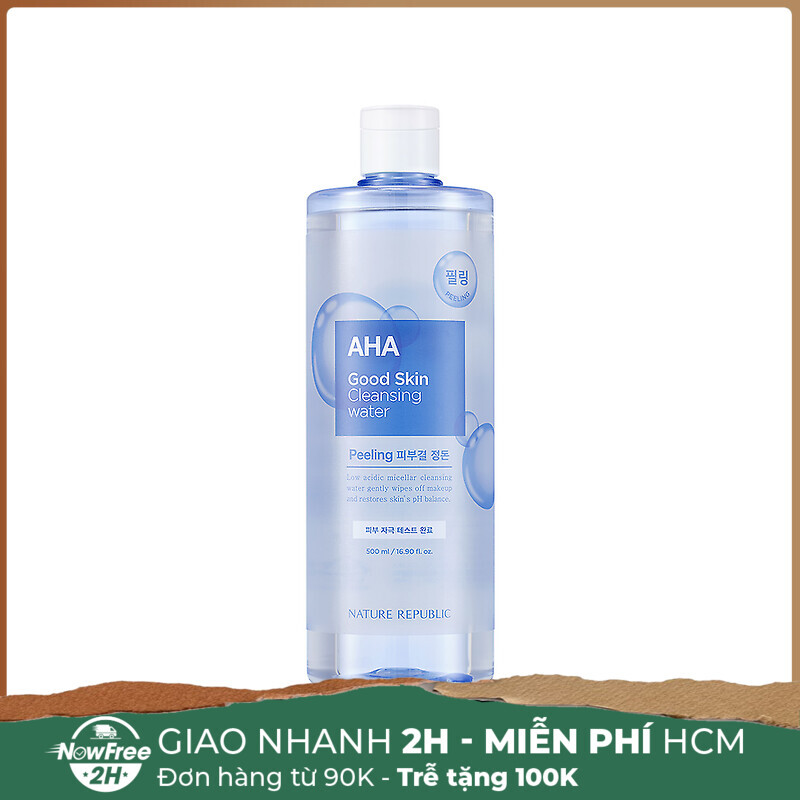 필링
PEELING
AHA
Good Skin
Cleansing
water
Peeling 피부결 정돈
Low acidic micellar cleansing
water gently wipes off makeup
and restores skin's pH balance.
피부 자극 테스트 완료
500 ml / 16.90 fl. oz.
NATURE REPUBLIC
NowFree
2H
GIAO NHANH 2H - MIỄN PHÍ HCM
Đơn hàng từ 90K - Trễ tặng 100K